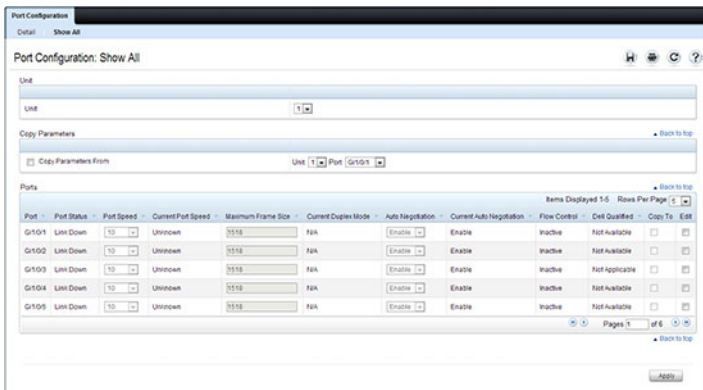 Port Configuration
Detail Show All
Port Configuration: Show All
Unit
Unit 1
Copy Parameters Back to top
Copy Parameters From Unit 1 Port Gi1/0/1
Ports Back to top
Items Displayed 1-5 Rows Per Page 5
Port Port Status Port Speed Current Port Speed Maximum Frame Size Current Duplex Mode Auto Negotiation Current Auto Negotiation Flow Control Dell Qualified Copy To Edit
Gi1/0/1 Link Down 10 Unknown 1518 N/A Enable Enable Inactive Not Available
Gi1/0/2 Link Down 10 Unknown 1518 N/A Enable Enable Inactive Not Available
Gi1/0/3 Link Down 10 Unknown 1518 N/A Enable Enable Inactive Not Applicable
Gi1/0/4 Link Down 10 Unknown 1518 N/A Enable Enable Inactive Not Available
Gi1/0/5 Link Down 10 Unknown 1518 N/A Enable Enable Inactive Not Available
Pages 1 of 6
Back to top
Apply